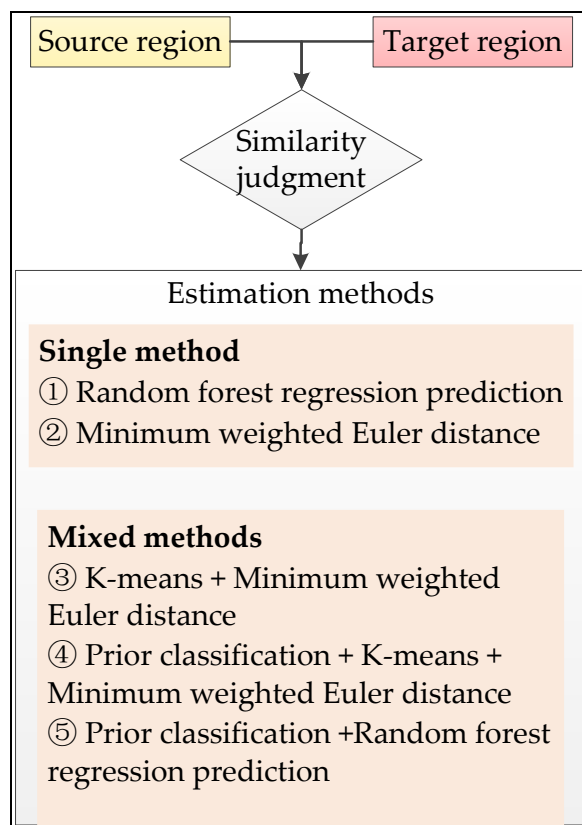 Source region
Target region
Similarity
judgment
Estimation methods
Single method
① Random forest regression prediction
② Minimum weighted Euler distance
Mixed methods
③ K-means + Minimum weighted
Euler distance
④ Prior classification + K-means +
Minimum weighted Euler distance
⑤ Prior classification +Random forest
regression prediction